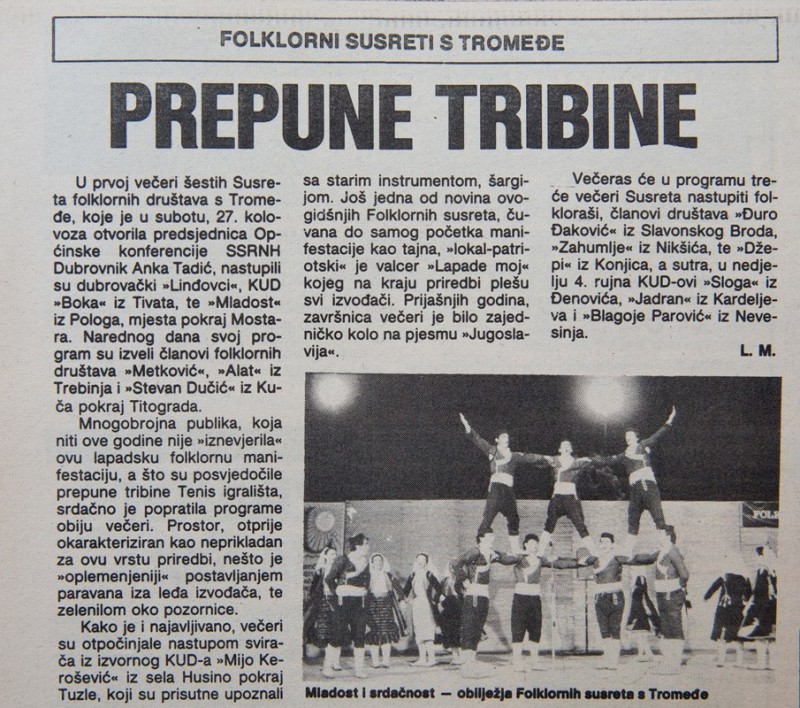 FOLKLORNI SUSRETI S TROMEĐE
PREPUNE TRIBINE
U prvoj večeri šestih Susre-
ta folklornih društava s Trome-
đe, koje je u subotu, 27. kolo-
voza otvorila predsjednica Op-
ćinske konferencije SSRNH
Dubrovnik Anka Tadić, nastupili
su dubrovački »Linđovci«, KUD
»Boka« iz Tivata, te »Mladost«
iz Pologa, mjesta pokraj Mosta-
ra. Narednog dana svoj pro-
gram su izveli članovi folklornih
društava »Metković«, »Alat« iz
Trebinja i »Stevan Dučić« iz Ku-
ča pokraj Titograda.
Mnogobrojna publika, koja
niti ove godine nije »iznevjerila«
ovu lapadsku folklornu mani-
festaciju, a što su posvjedočile
prepune tribine Tenis igrališta,
srdačno je popratila programe
obiju večeri. Prostor, otprije
okarakteriziran kao neprikladan
za ovu vrstu priredbi, nešto je
»oplemenjeniji« postavljanjem
paravana iza leđa izvođača, te
zelenilom oko pozornice.
Kako je i najavljivano, večeri
su otpočinjale nastupom svira-
ča iz izvornog KUD-a »Mijo Ke-
rošević« iz sela Husino pokraj
Tuzle, koji su prisutne upoznali
sa starim instrumentom, šargi-
jom. Još jedna od novina ovo-
gidšnjih Folklornih susreta, ču-
vana do samog početka mani-
festacije kao tajna, »lokal-patri-
otski« je valcer »Lapade moj«
kojeg na kraju priredbi plešu
svi izvođači. Prijašnjih godina,
završnica večeri je bilo zajed-
ničko kolo na pjesmu »Jugosla-
vija«.
Večeras će u programu tre-
će večeri Susreta nastupiti fol-
kloraši, članovi društava »Đuro
Đaković« iz Slavonskog Broda,
»Zahumlje« iz Nikšića, te »Dže-
pi« iz Konjica, a sutra, u nedje-
lju 4. rujna KUD-ovi »Sloga« iz
Đenovića, »Jadran« iz Kardelje-
va i »Blagoje Parović« iz Neve-
sinja.
L. M.
FOLK
Mladost i srdačnost — obilježja Folklornih susreta s Tromeđe